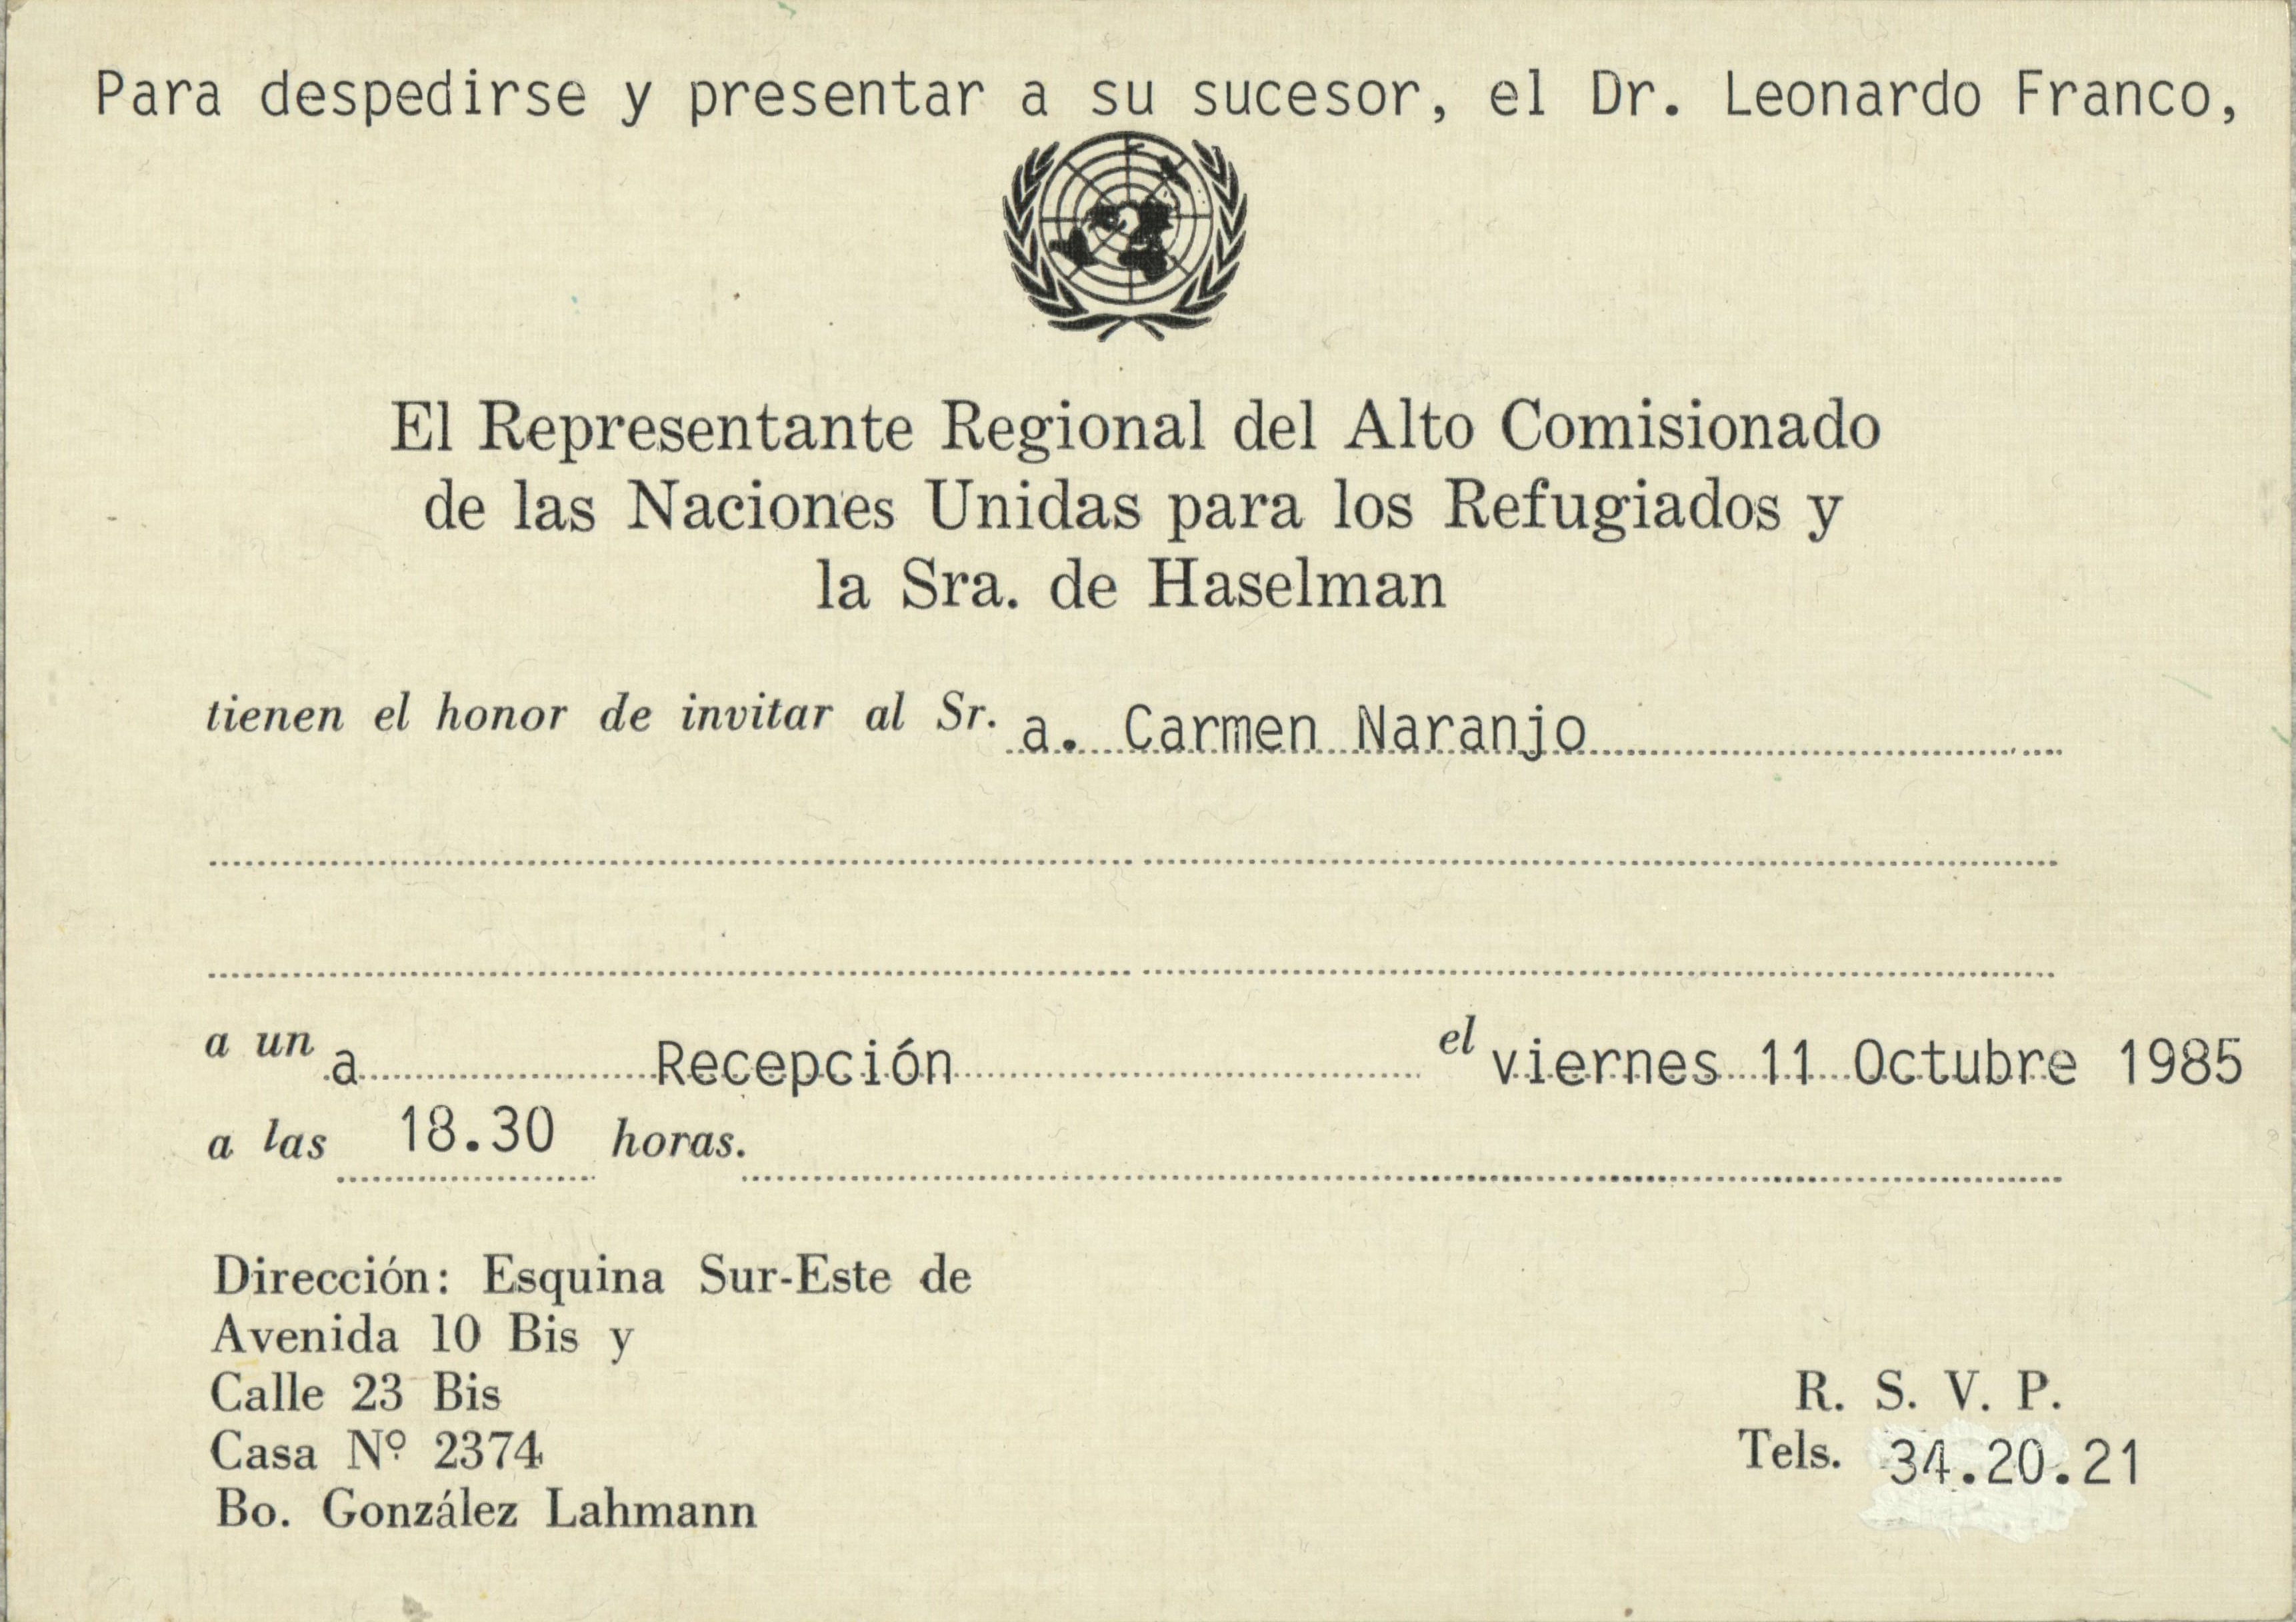 Para despedirse y presentar a su sucesor, el Dr. Leonardo Franco,
El Representante Regional del Alto Comisionado
de las Naciones Unidas para los Refugiados y
la Sra. de Haselman
tienen el honor de invitar al Sr. a. Carmen Naranjo
a un a Recepción el viernes 11 Octubre 1985
a las 18.30 horas.
Dirección: Esquina Sur-Este de
Avenida 10 Bis y
Calle 23 Bis
Casa Nº 2374
Bo. González Lahmann
R. S. V. P.
Tels. 34.20.21